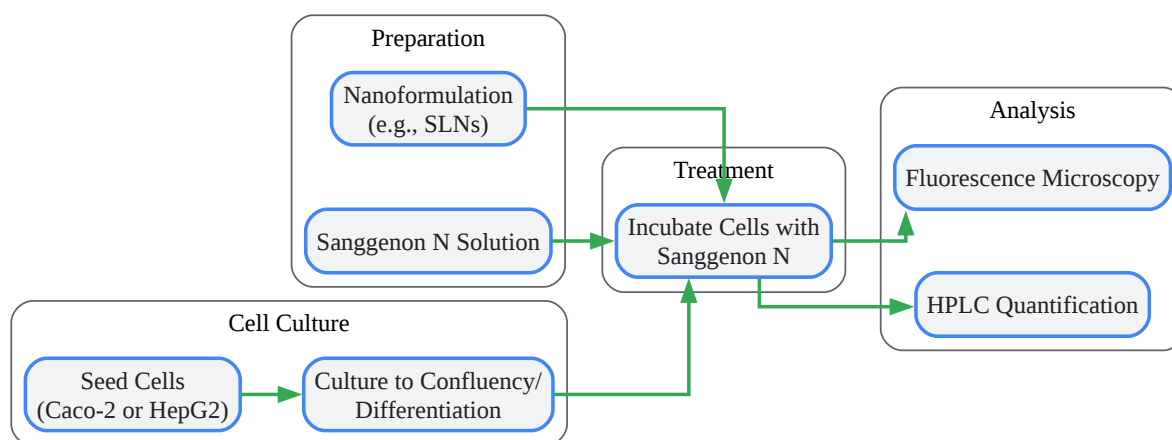 Preparation
Nanoformulation
(e.g., SLNs)
Sanggenon N Solution
Cell Culture
Seed Cells
(Caco-2 or HepG2)
Culture to Confluency/
Differentiation
Treatment
Incubate Cells with
Sanggenon N
Analysis
Fluorescence Microscopy
HPLC Quantification